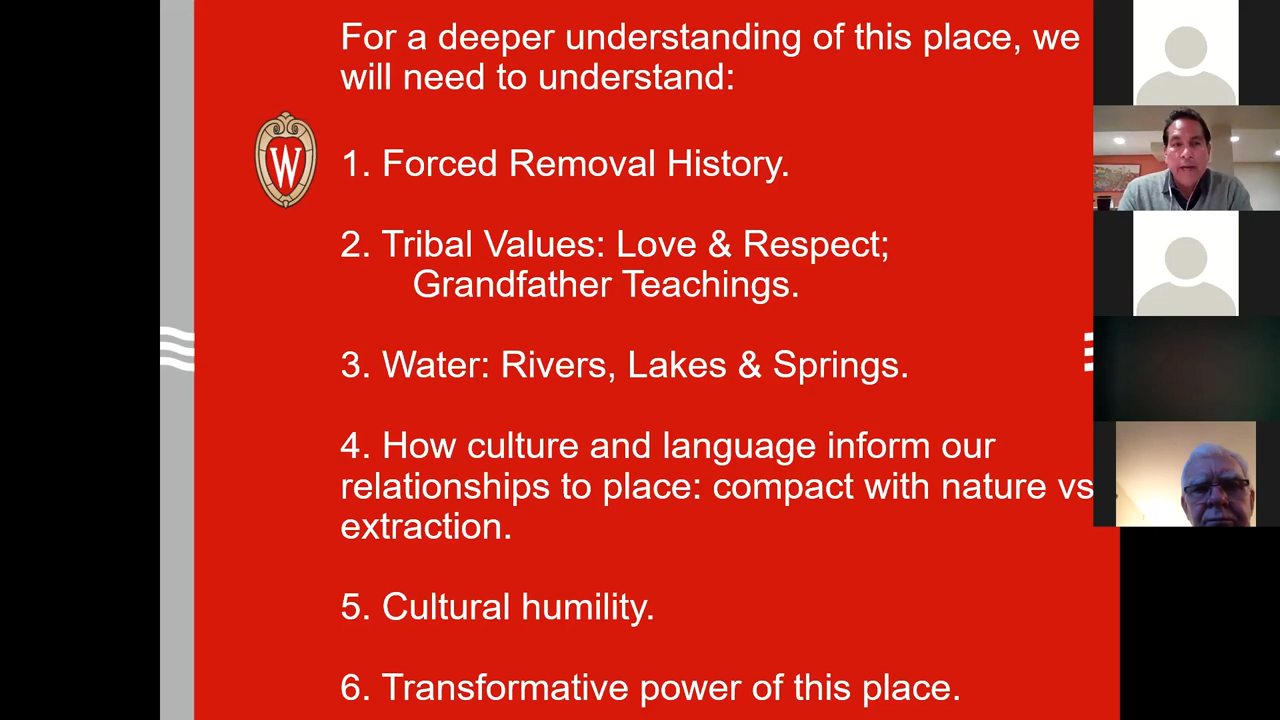 For a deeper understanding of this place, we
will need to understand:
W
1. Forced Removal History.
2. Tribal Values: Love & Respect;
Grandfather Teachings.
3. Water: Rivers, Lakes & Springs.
4. How culture and language inform our
relationships to place: compact with nature vs
extraction.
5. Cultural humility.
6. Transformative power of this place.